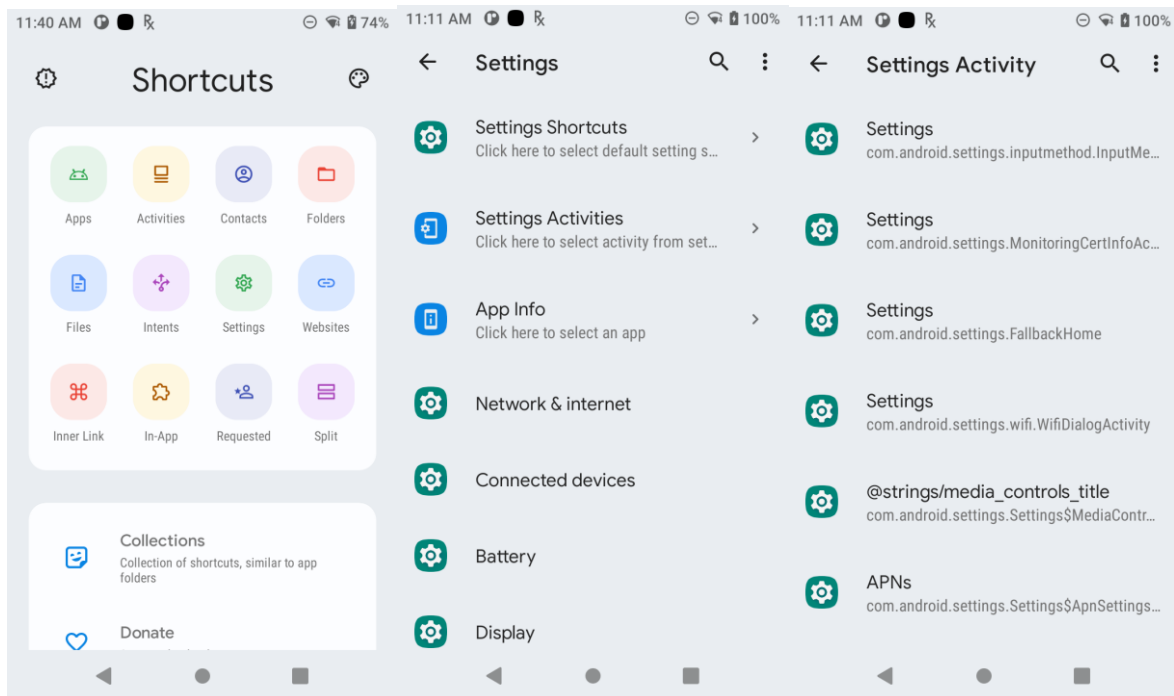 11:40 AM 74%
Shortcuts
Apps Activities Contacts Folders
Files Intents Settings Websites
Inner Link In-App Requested Split
Collections
Collection of shortcuts, similar to app
folders
Donate
11:11 AM 100%
Settings
Settings Shortcuts
Click here to select default setting s...
Settings Activities
Click here to select activity from set...
App Info
Click here to select an app
Network & internet
Connected devices
Battery
Display
11:11 AM 100%
Settings Activity
Settings
com.android.settings.inputmethod.InputMe...
Settings
com.android.settings.MonitoringCertInfoAc...
Settings
com.android.settings.FallbackHome
Settings
com.android.settings.wifi.WifiDialogActivity
@strings/media_controls_title
com.android.settings.Settings$MediaContr...
APNs
com.android.settings.Settings$ApnSettings...